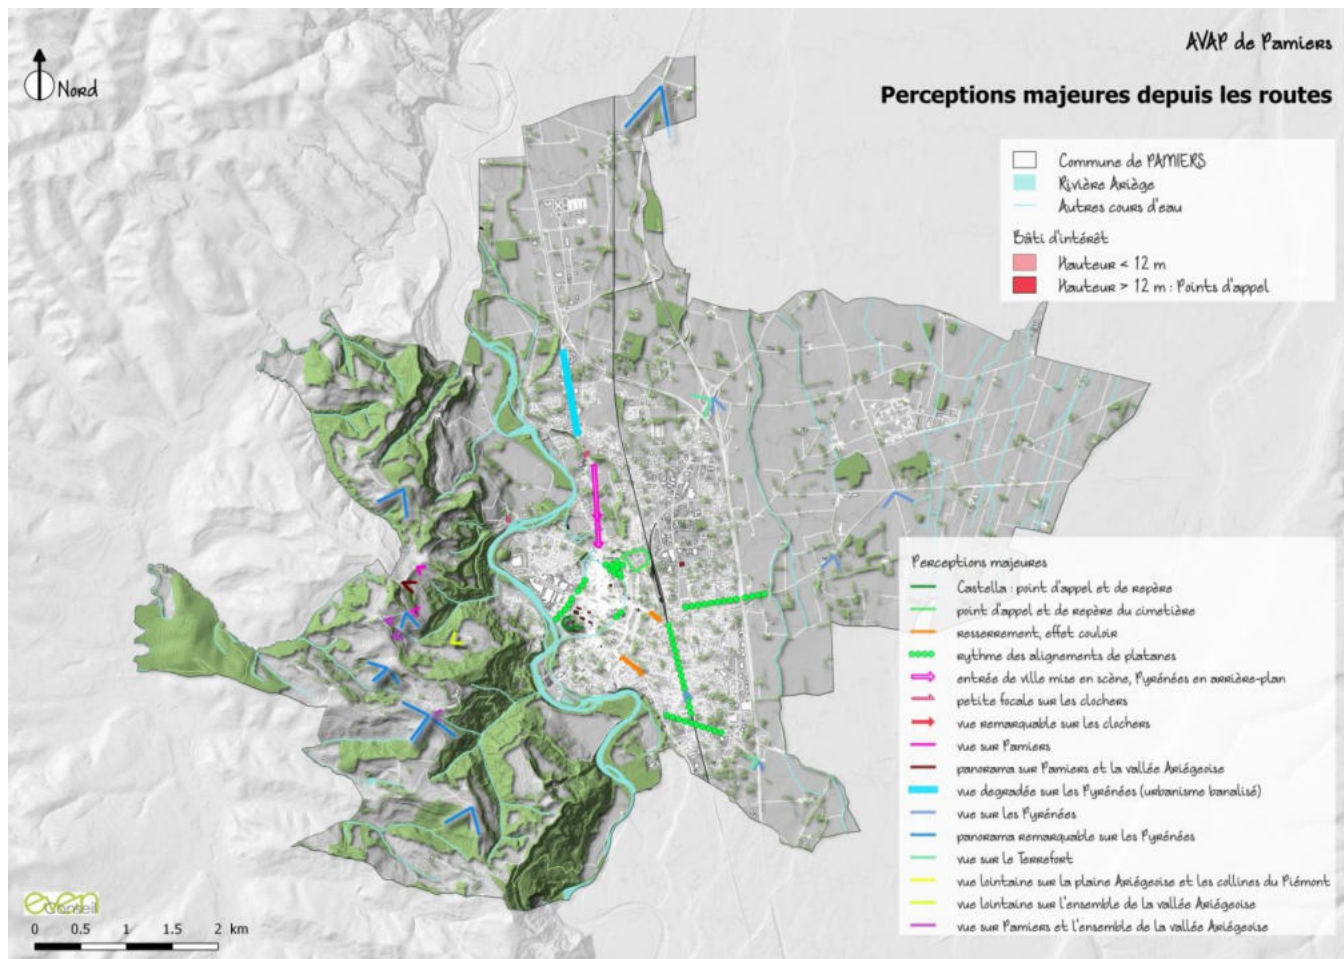 AVAP de Pamiers
Nord
Perceptions majeures depuis les routes
Commune de PAMIERS
Rivière Ariège
Autres cours d'eau
Bâti d'intérêt
Hauteur < 12 m
Hauteur > 12 m : Points d'appel
Perceptions majeures
Castella : point d'appel et de repère
point d'appel et de repère du cimetière
resserrement, effet couloir
rythme des alignements de platanes
entrée de ville mise en scène, Pyrénées en arrière-plan
petite focale sur les clochers
vue remarquable sur les clochers
vue sur Pamiers
panorama sur Pamiers et la vallée Ariégeoise
vue degradée sur les Pyrénées (urbanisme banalisé)
vue sur les Pyrénées
panorama remarquable sur les Pyrénées
vue sur le Terrefort
vue lointaine sur la plaine Ariégeoise et les collines du Piémont
vue lointaine sur l'ensemble de la vallée Ariégeoise
vue sur Pamiers et l'ensemble de la vallée Ariégeoise
even
Conseil
0 0.5 1 1.5 2 km